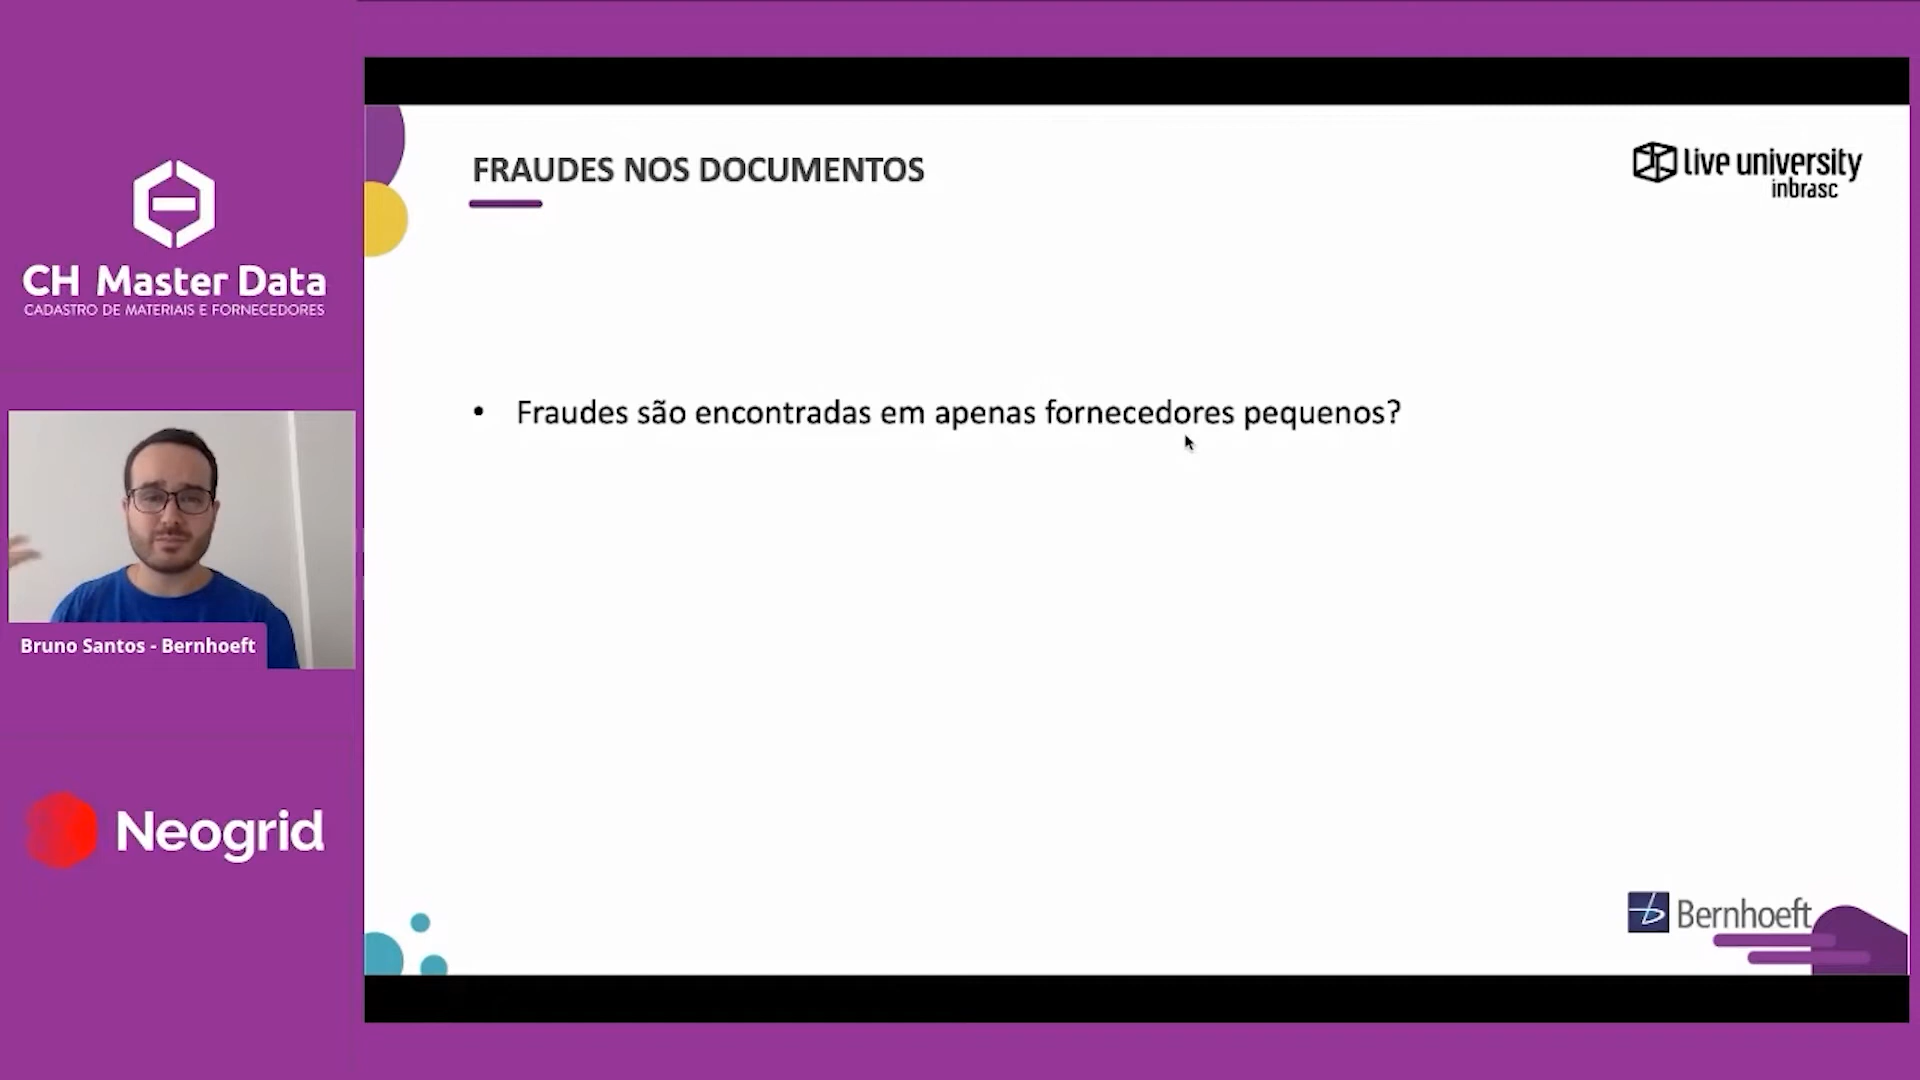 CH Master Data
CADASTRO DE MATERIAIS E FORNECEDORES
Bruno Santos - Bernhoeft
Neogrid
FRAUDES NOS DOCUMENTOS
live university
inbrasc
• Fraudes são encontradas em apenas fornecedores pequenos?
Bernhoeft